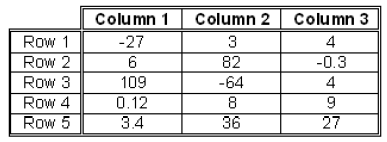 Column 1 Column 2 Column 3
Row 1 -27 3 4
Row 2 6 82 -0.3
Row 3 109 -64 4
Row 4 0.12 8 9
Row 5 3.4 36 27